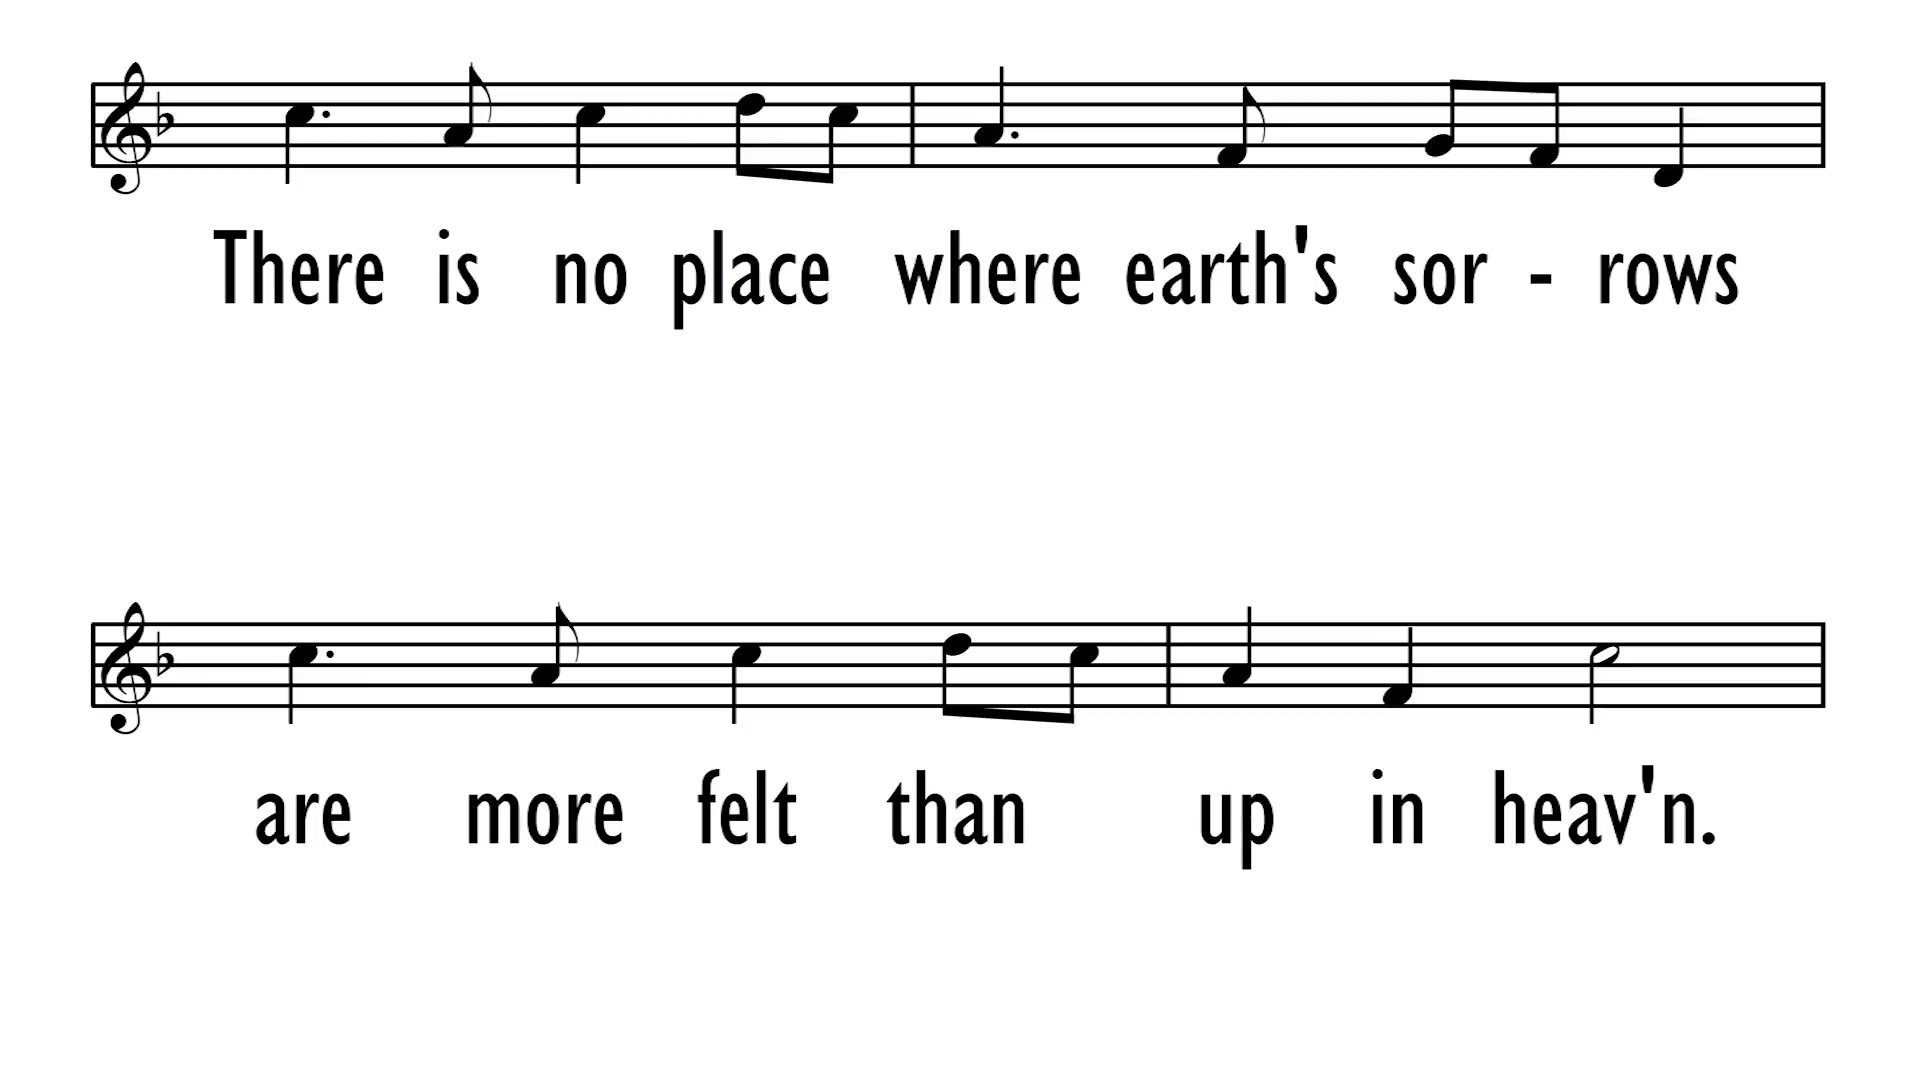 There is no place where earth's sor - rows
are more felt than up in heav'n.